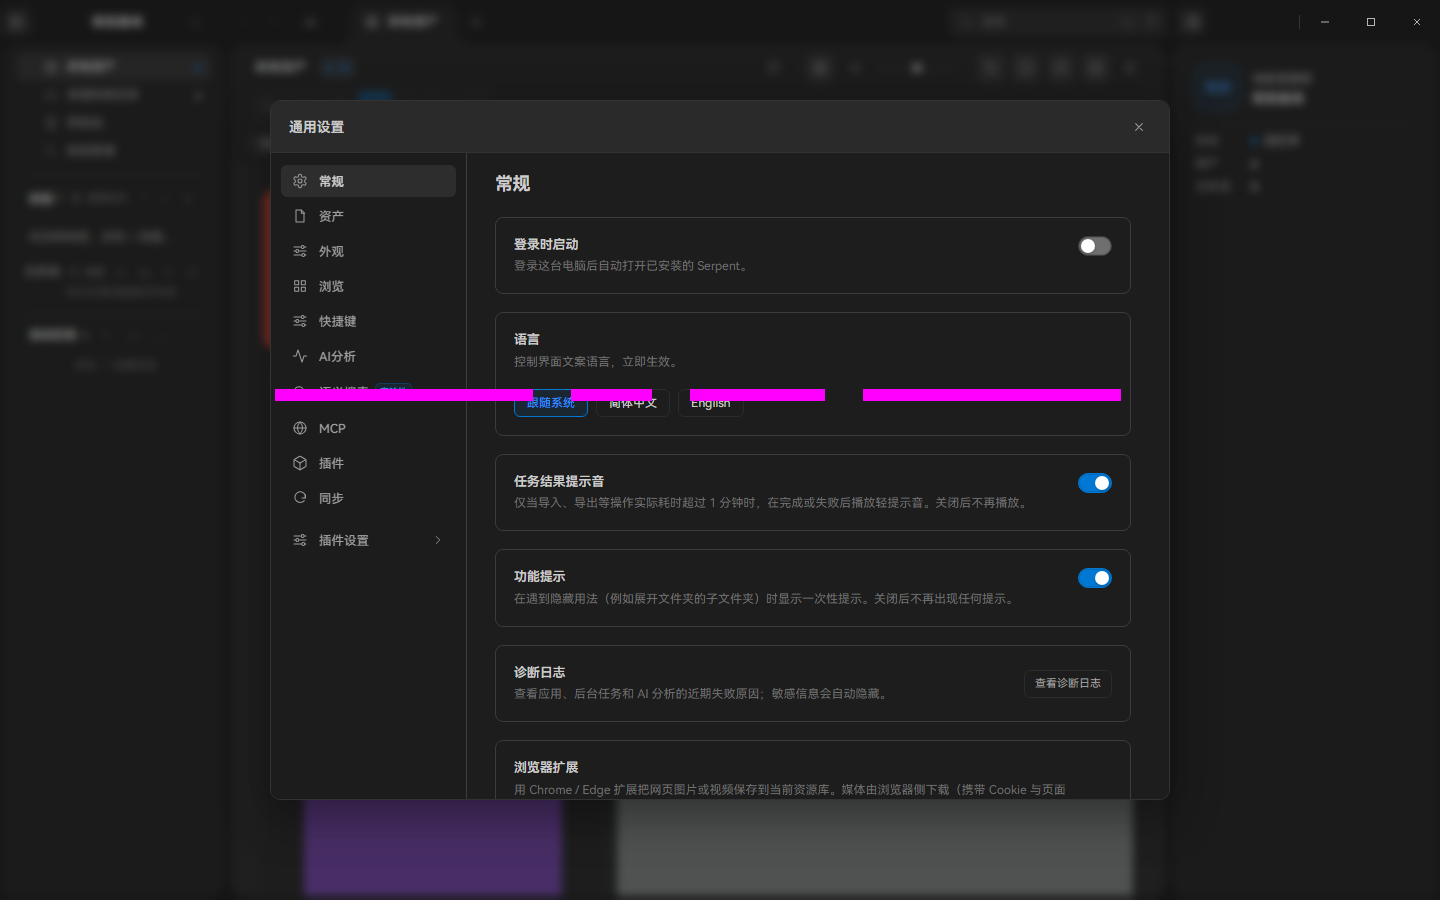 通用设置
常规
资产
外观
浏览
快捷键
AI分析
MCP
插件
同步
插件设置
常规
登录时启动
登录这台电脑后自动打开已安装的 Serpent。
语言
控制界面文案语言，立即生效。
跟随系统
简体中文
English
任务结果提示音
仅当导入、导出等操作实际耗时超过 1 分钟时，在完成或失败后播放轻提示音。关闭后不再播放。
功能提示
在遇到隐藏用法（例如展开文件夹的子文件夹）时显示一次性提示。关闭后不再出现任何提示。
诊断日志
查看应用、后台任务和 AI 分析的近期失败原因；敏感信息会自动隐藏。
查看诊断日志
浏览器扩展
用 Chrome / Edge 扩展把网页图片或视频保存到当前资源库。媒体由浏览器侧下载（携带 Cookie 与页面